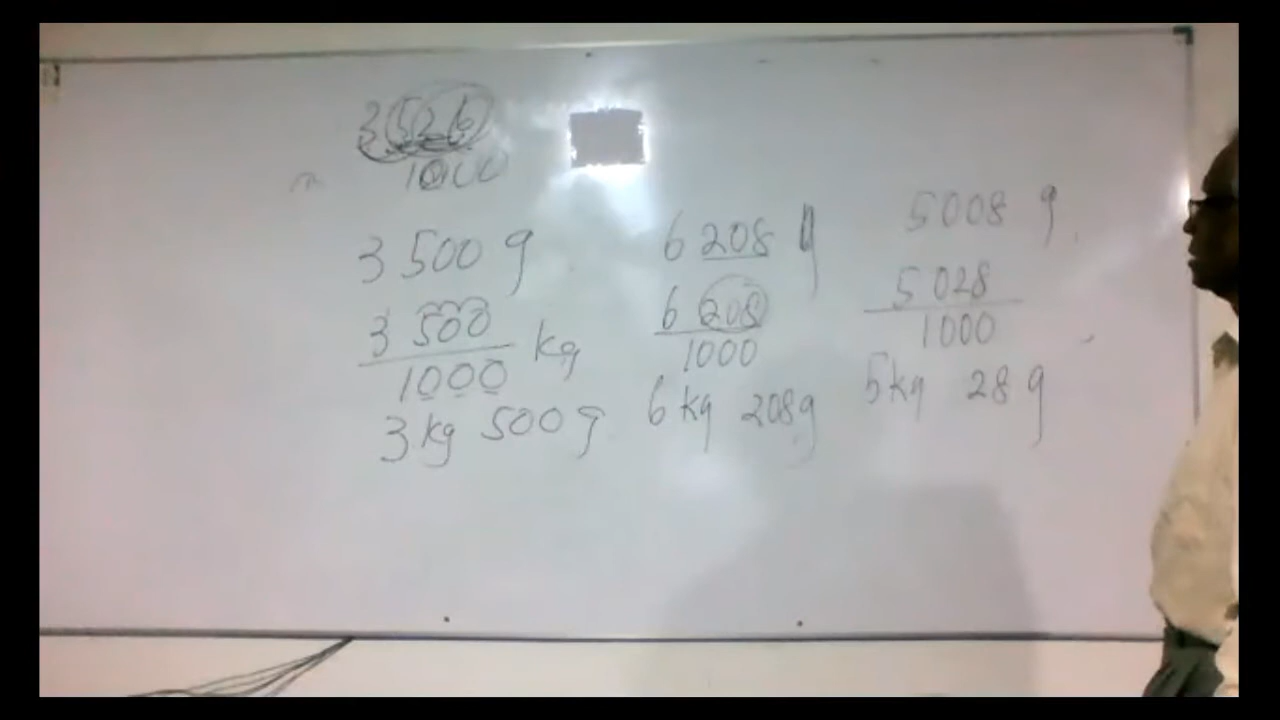 3526
1000
3 500 g
3 500
1000
kg
3 kg 500 g
6 208 g
6 208
1000
6 kg 208 g
5008 g
5 028
1000
5 kg 28 g